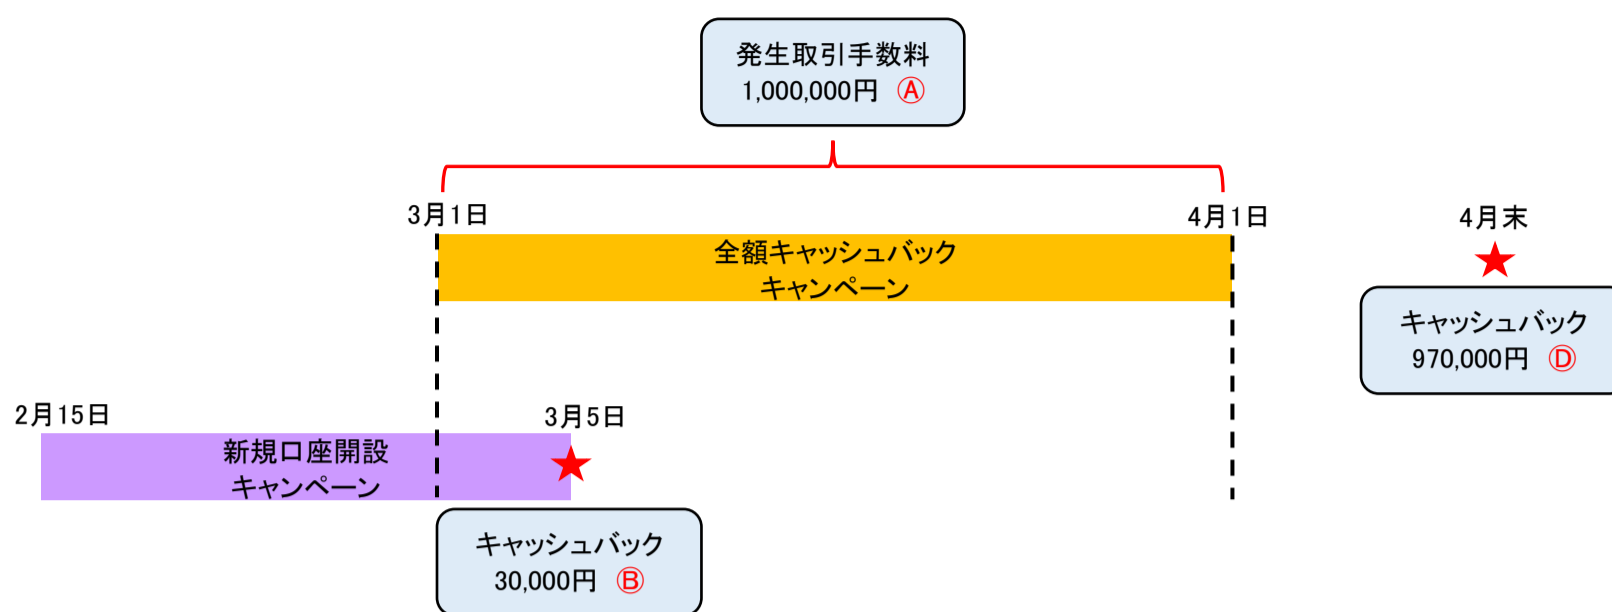 発生取引手数料
1,000,000円 Ⓐ
3月1日
4月1日
4月末
全額キャッシュバック
キャンペーン
キャッシュバック
970,000円 Ⓓ
2月15日
3月5日
新規口座開設
キャンペーン
キャッシュバック
30,000円 Ⓑ